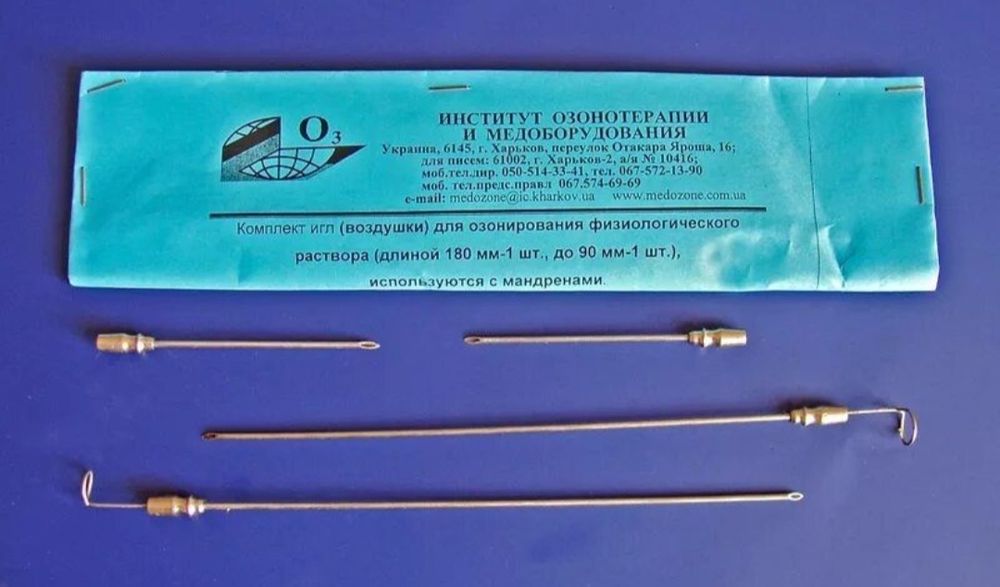 O3
ИНСТИТУТ ОЗОНОТЕРАПИИ
И МЕДОБОРУДОВАНИЯ
Украина, 6145, г. Харьков, переулок Отакара Яроша, 16;
для писем: 61002, г. Харьков-2, а/я № 10416;
моб.тел.дир. 050-514-33-41, тел. 067-572-13-90
моб. тел.предс.правл 067.574-69-69
e-mail: medozone@ic.kharkov.ua www.medozone.com.ua
Комплект игл (воздушки) для озонирования физиологического
раствора (длиной 180 мм-1 шт., до 90 мм-1 шт.),
используются с мандренами.